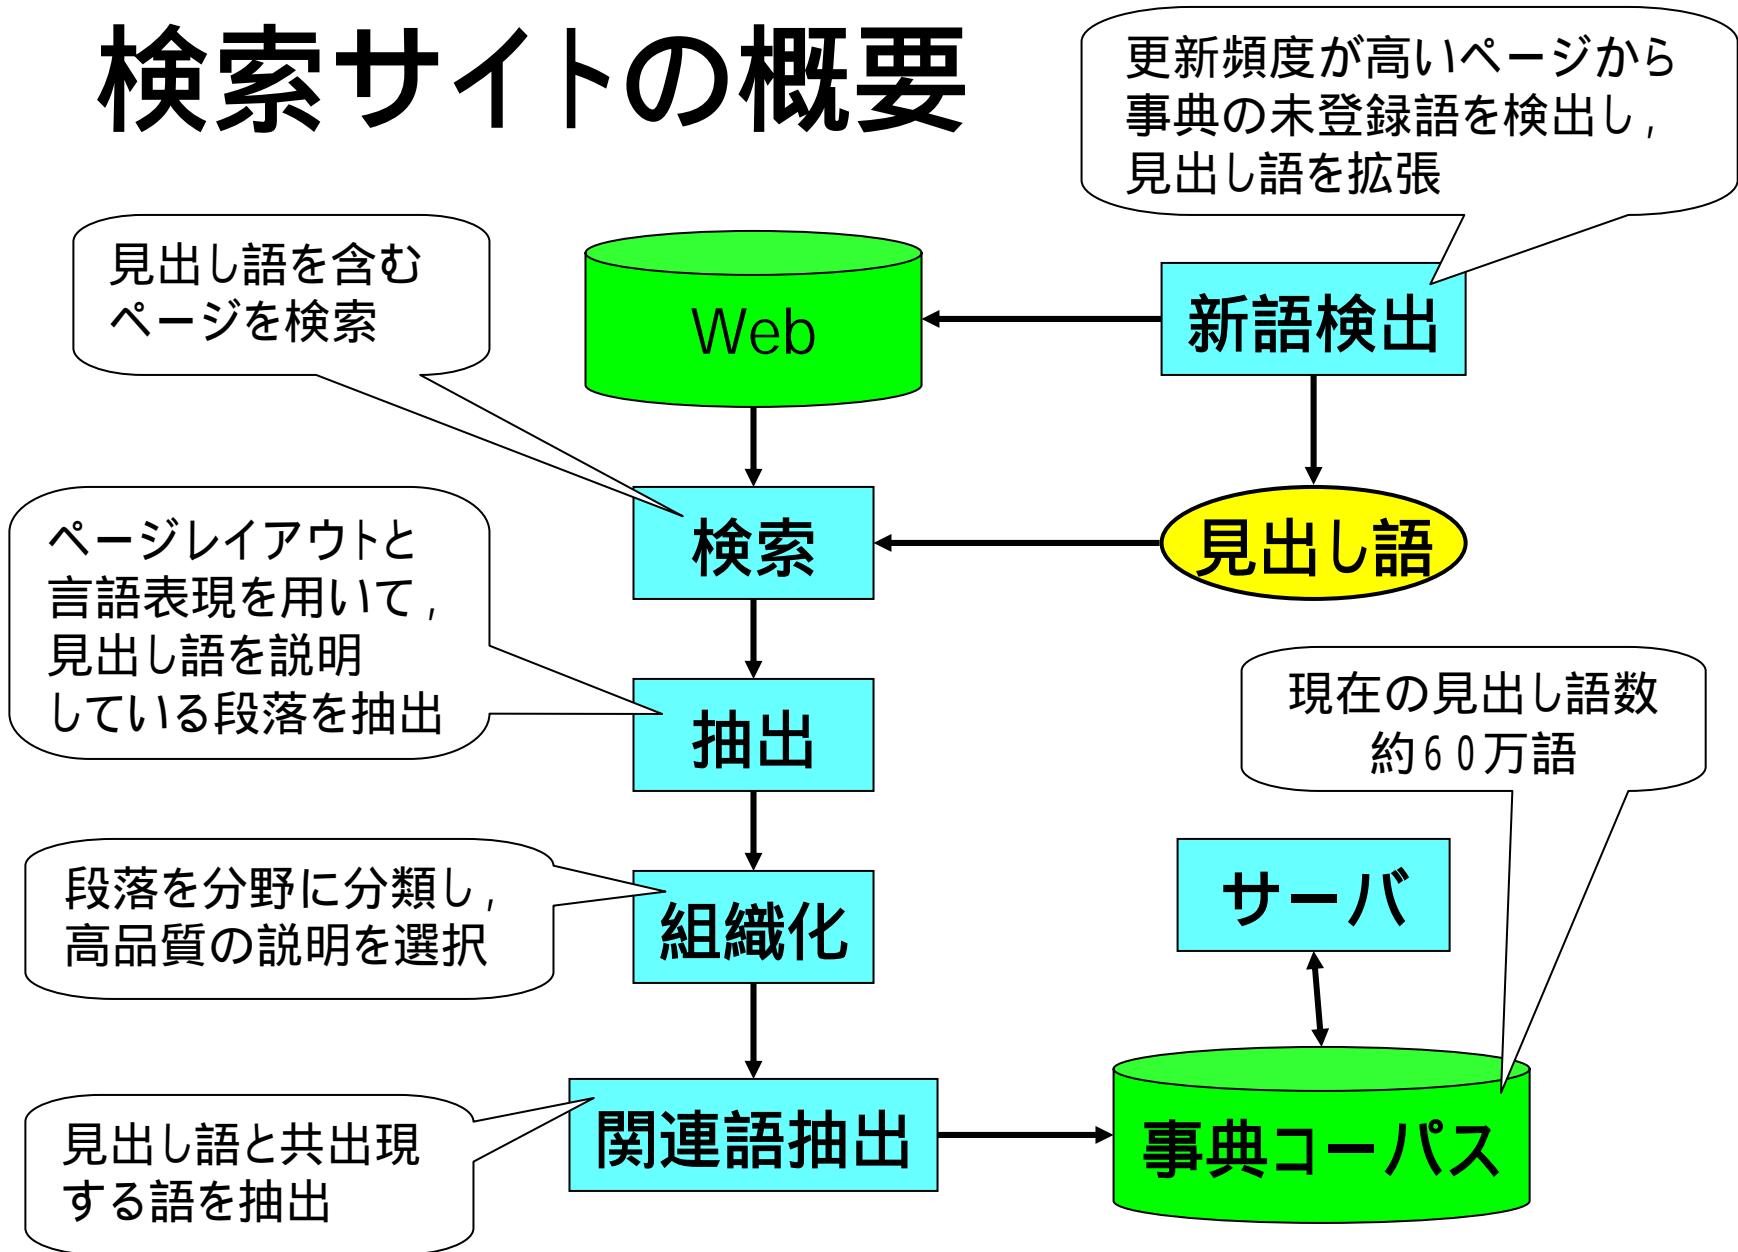 検索サイトの概要
更新頻度が高いページから
事典の未登録語を検出し，
見出し語を拡張
見出し語を含む
ページを検索
Web
新語検出
ページレイアウトと
言語表現を用いて，
見出し語を説明
している段落を抽出
検索
見出し語
抽出
現在の見出し語数
約６０万語
段落を分野に分類し，
高品質の説明を選択
組織化
サーバ
見出し語と共出現
する語を抽出
関連語抽出
事典コーパス